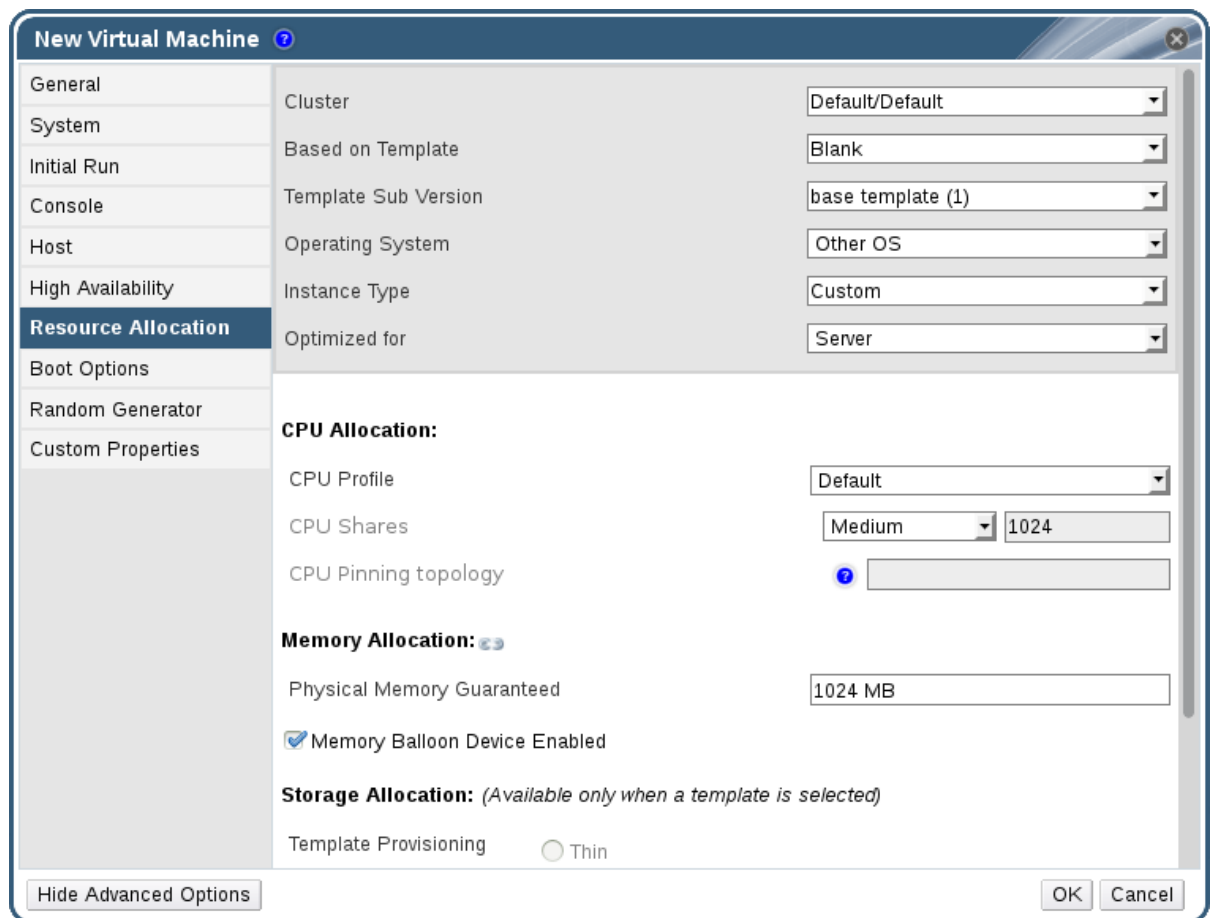 New Virtual Machine ?
General
System
Initial Run
Console
Host
High Availability
Resource Allocation
Boot Options
Random Generator
Custom Properties
Cluster Default/Default
Based on Template Blank
Template Sub Version base template (1)
Operating System Other OS
Instance Type Custom
Optimized for Server
CPU Allocation:
CPU Profile Default
CPU Shares Medium 1024
CPU Pinning topology ?
Memory Allocation:
Physical Memory Guaranteed 1024 MB
Memory Balloon Device Enabled
Storage Allocation: (Available only when a template is selected)
Template Provisioning Thin
Hide Advanced Options OK Cancel